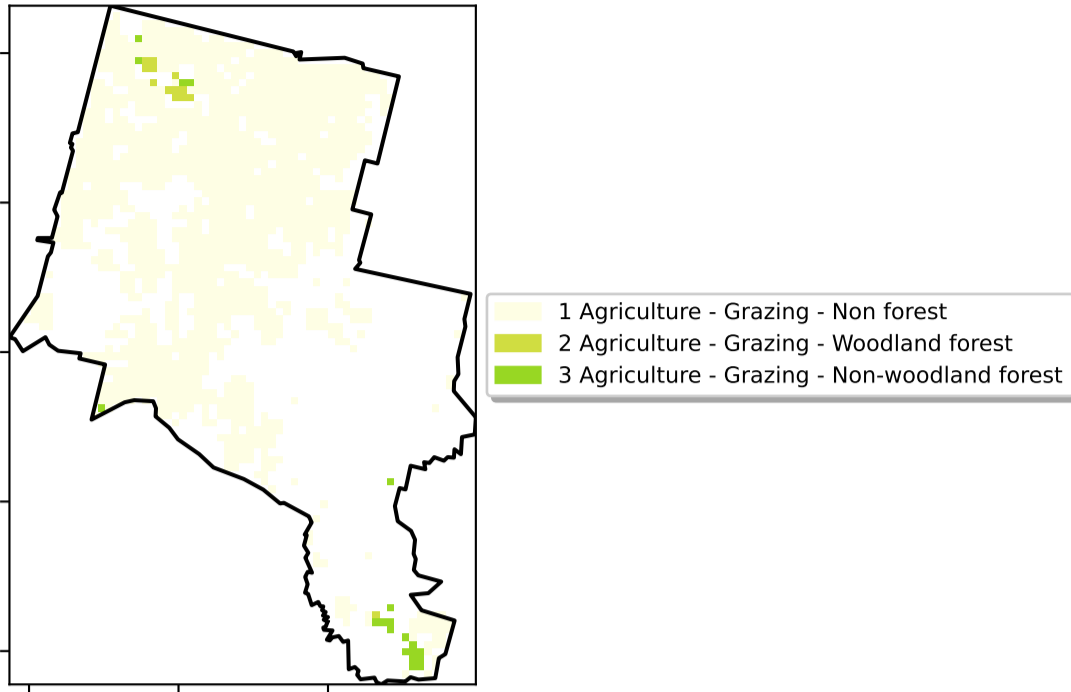 1 Agriculture - Grazing - Non forest
2 Agriculture - Grazing - Woodland forest
3 Agriculture - Grazing - Non-woodland forest